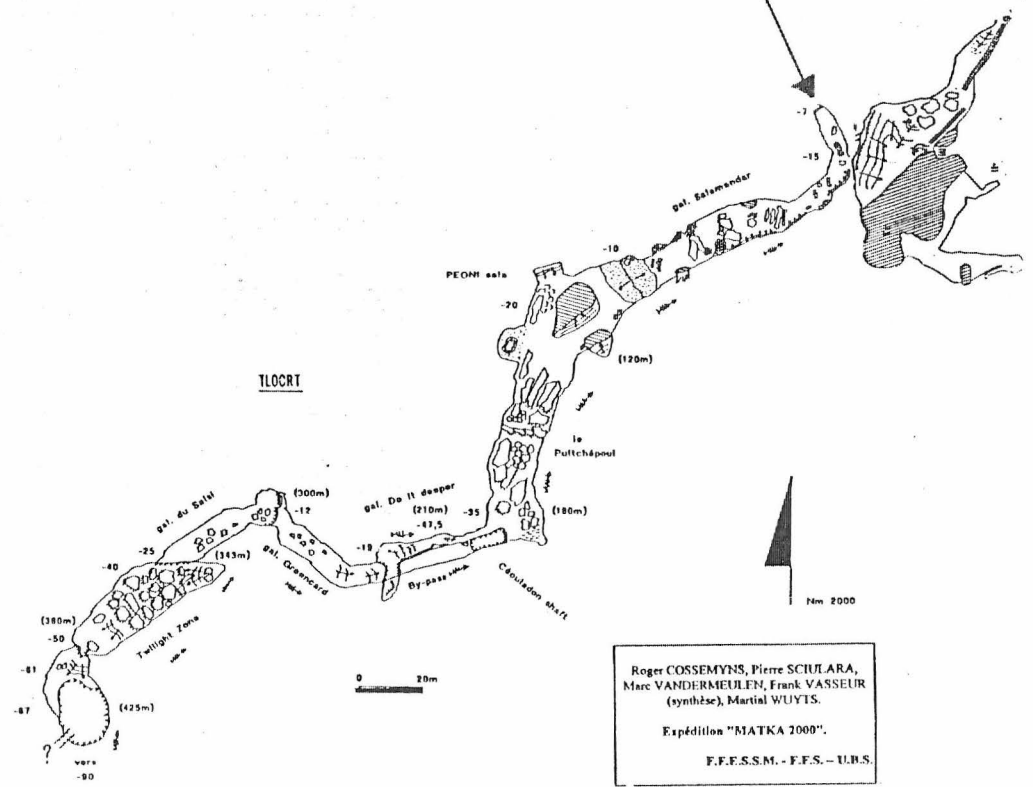 -7
-15
gal. Salamander
-10
PEONI sala
-20
(120m)
TLOCRT
le
Puttchépoul
gal. Do It deeper
(300m)
-12
gal. du Salsi
(210m)
-47,5
-35
(180m)
-25
-19
(343m)
-40
gal. Greencard
By-pass
Céouladon shaft
(380m)
-50
Twilight Zone
Nm 2000
-61
0 20m
-67
(425m)
?
vers
-90
Roger COSSEMYNS, Pierre SCIULARA,
Marc VANDERMEULEN, Frank VASSEUR
(synthèse), Martial WUYTS.
Expédition "MATKA 2000".
F.F.E.S.S.M. - F.F.S. – U.B.S.